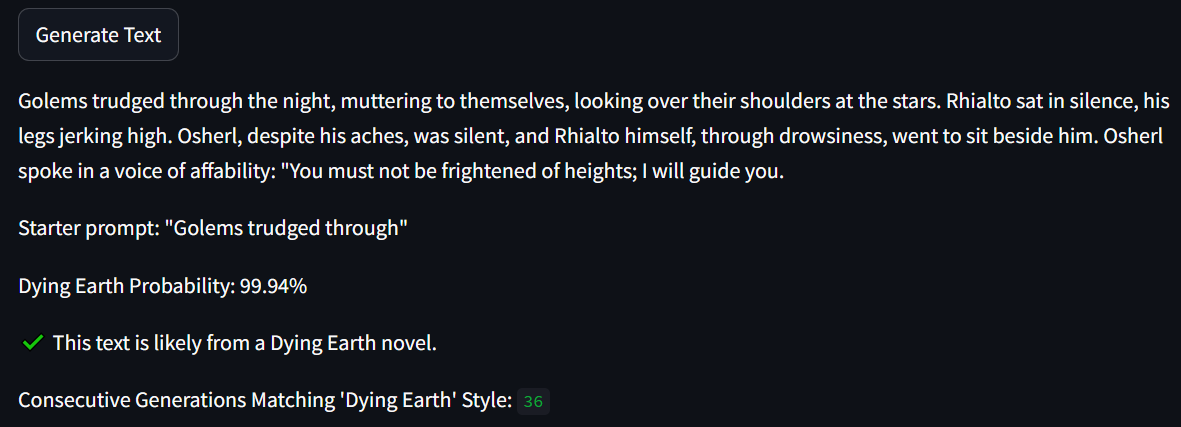 Generate Text
Golems trudged through the night, muttering to themselves, looking over their shoulders at the stars. Rhialto sat in silence, his
legs jerking high. Osherl, despite his aches, was silent, and Rhialto himself, through drowsiness, went to sit beside him. Osherl
spoke in a voice of affability: "You must not be frightened of heights; I will guide you.
Starter prompt: "Golems trudged through"
Dying Earth Probability: 99.94%
This text is likely from a Dying Earth novel.
Consecutive Generations Matching 'Dying Earth' Style: 36